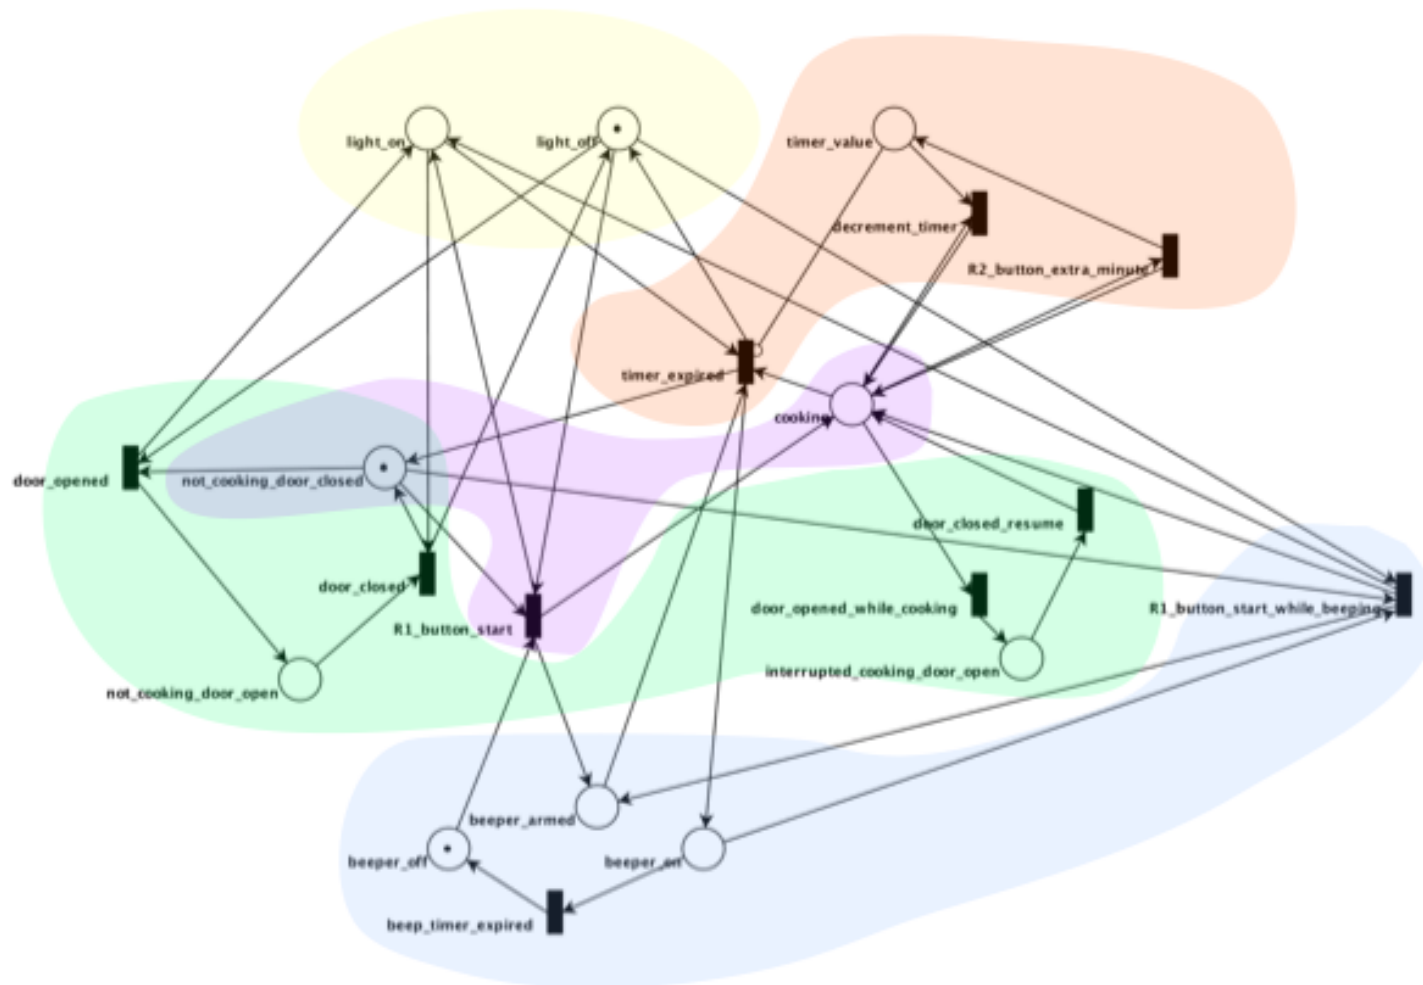 light_on
light_off
timer_value
decrement_timer
R2_button_extra_minute
timer_expired
cooking
door_opened
not_cooking_door_closed
door_closed_resume
door_closed
door_opened_while_cooking
R1_button_start_while_beeping
R1_button_start
interrupted_cooking_door_open
not_cooking_door_open
beeper_armed
beeper_off
beeper_on
beep_timer_expired